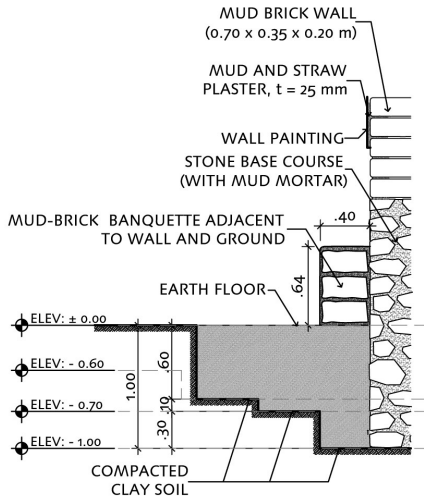 MUD BRICK WALL
(0.70 x 0.35 x 0.20 m)
MUD AND STRAW
PLASTER, t = 25 mm
WALL PAINTING
STONE BASE COURSE
(WITH MUD MORTAR)
.40
MUD-BRICK BANQUETTE ADJACENT
TO WALL AND GROUND
.64
EARTH FLOOR
ELEV: ± 0.00
ELEV: - 0.60
ELEV: - 0.70
ELEV: - 1.00
1.00
.60
.10
.30
COMPACTED
CLAY SOIL